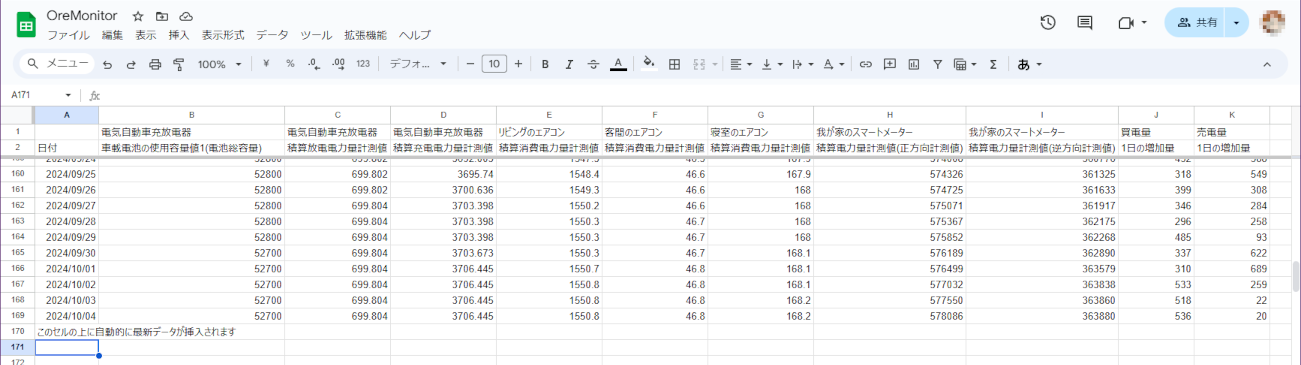 OreMonitor
共有
ファイル 編集 表示 挿入 表示形式 データ ツール 拡張機能 ヘルプ
メニュー 100% ¥ % .0 .00 123 デフォ... − 10 + B I S A Σ あ
A171 fx
A B C D E F G H I J K
1 電気自動車充放電器 電気自動車充放電器 電気自動車充放電器 リビングのエアコン 客間のエアコン 寝室のエアコン 我が家のスマートメーター 我が家のスマートメーター 買電量 売電量
2 日付 車載電池の使用容量値1(電池総容量) 積算放電電力量計測値 積算充電電力量計測値 積算消費電力量計測値 積算消費電力量計測値 積算消費電力量計測値 積算電力量計測値(正方向計測値) 積算電力量計測値(逆方向計測値) 1日の増加量 1日の増加量
160 2024/09/25 52800 699.802 3695.74 1548.4 46.6 167.9 574326 361325 318 549
161 2024/09/26 52800 699.802 3700.636 1549.3 46.6 168 574725 361633 399 308
162 2024/09/27 52800 699.804 3703.346 1550.2 46.6 168 575071 361917 346 284
163 2024/09/28 52800 699.804 3703.398 1550.3 46.7 168 575367 362175 296 258
164 2024/09/29 52800 699.804 3703.398 1550.3 46.7 168 575852 362268 485 93
165 2024/09/30 52700 699.804 3703.673 1550.3 46.7 168.1 576189 362890 337 622
166 2024/10/01 52700 699.804 3706.445 1550.7 46.8 168.1 576499 363579 310 689
167 2024/10/02 52700 699.804 3706.445 1550.8 46.8 168.1 577032 363838 533 259
168 2024/10/03 52700 699.804 3706.445 1550.8 46.8 168.2 577550 363860 518 22
169 2024/10/04 52700 699.804 3706.445 1550.8 46.8 168.2 578086 363880 536 20
170 このセルの上に自動的に最新データが挿入されます
171
172